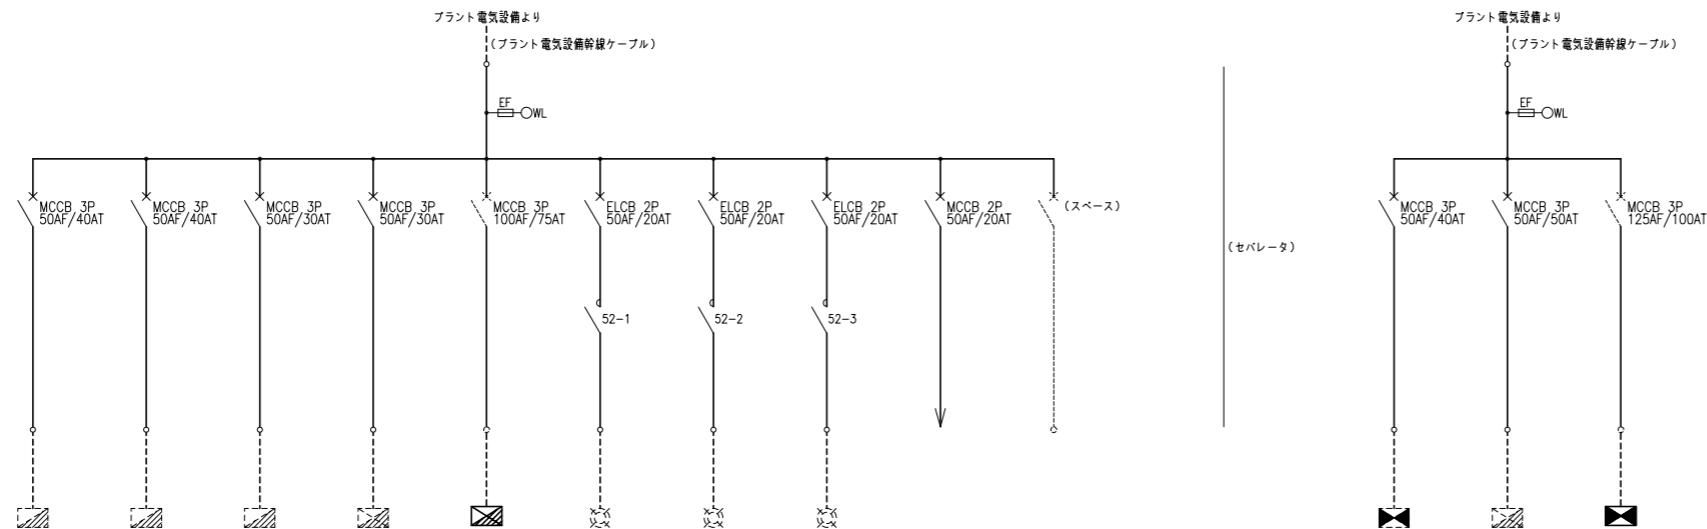 プラント電気設備より
(プラント電気設備幹線ケーブル)
EF
WL
MCCB 3P
50AF/40AT
MCCB 3P
50AF/40AT
MCCB 3P
50AF/30AT
MCCB 3P
50AF/30AT
MCCB 3P
100AF/75AT
ELCB 2P
50AF/20AT
ELCB 2P
50AF/20AT
ELCB 2P
50AF/20AT
MCCB 2P
50AF/20AT
(スペース)
52-1
52-2
52-3
(セパレータ)
プラント電気設備より
(プラント電気設備幹線ケーブル)
EF
WL
MCCB 3P
50AF/40AT
MCCB 3P
50AF/50AT
MCCB 3P
125AF/100AT